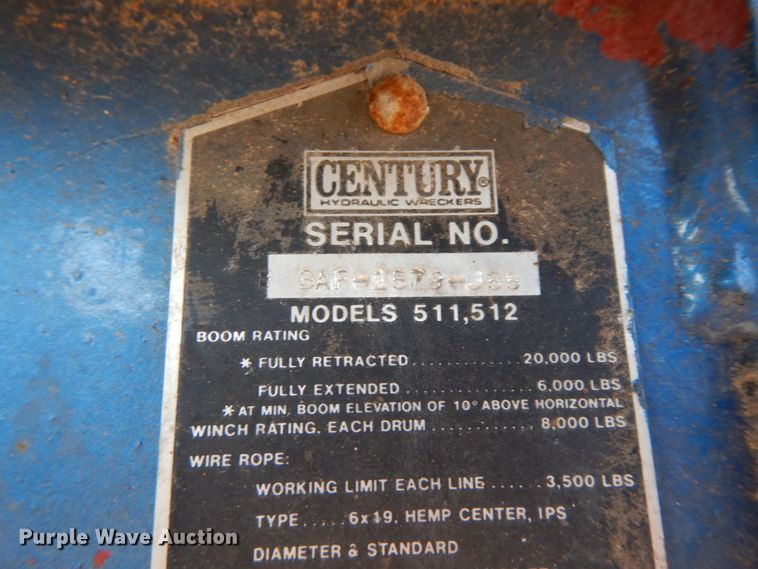 CENTURY®
HYDRAULIC WRECKERS
SERIAL NO.
MODELS 511,512
BOOM RATING
* FULLY RETRACTED.............20,000 LBS
FULLY EXTENDED...............6,000 LBS
* AT MIN. BOOM ELEVATION OF 10° ABOVE HORIZONTAL
WINCH RATING, EACH DRUM............8,000 LBS
WIRE ROPE:
WORKING LIMIT EACH LINE......3,500 LBS
TYPE.....6x19, HEMP CENTER, IPS
DIAMETER & STANDARD
Purple Wave Auction